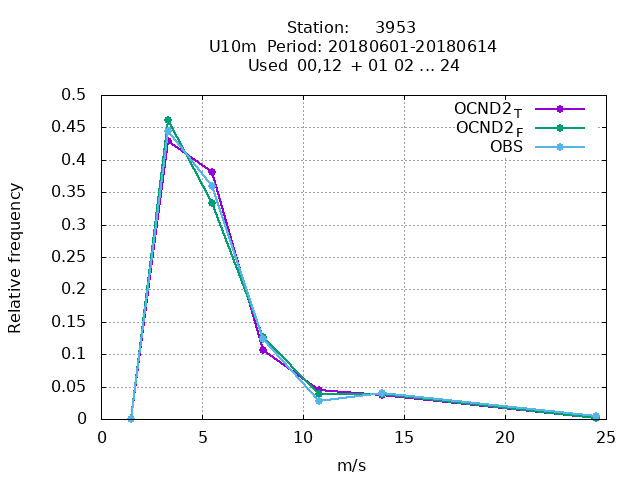 Station: 3953
U10m Period: 20180601-20180614
Used 00,12 + 01 02 ... 24
OCND2T
OCND2F
OBS
0.5
0.45
0.4
0.35
0.3
0.25
0.2
0.15
0.1
0.05
0
Relative frequency
0 5 10 15 20 25
m/s